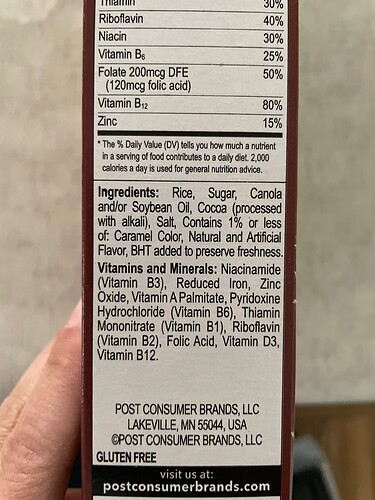 Thiamin 30%
Riboflavin 40%
Niacin 30%
Vitamin B6 25%
Folate 200mcg DFE 50%
(120mcg folic acid)
Vitamin B12 80%
Zinc 15%
* The % Daily Value (DV) tells you how much a nutrient
in a serving of food contributes to a daily diet. 2,000
calories a day is used for general nutrition advice.
Ingredients: Rice, Sugar, Canola
and/or Soybean Oil, Cocoa (processed
with alkali), Salt, Contains 1% or less
of: Caramel Color, Natural and Artificial
Flavor, BHT added to preserve freshness.
Vitamins and Minerals: Niacinamide
(Vitamin B3), Reduced Iron, Zinc
Oxide, Vitamin A Palmitate, Pyridoxine
Hydrochloride (Vitamin B6), Thiamin
Mononitrate (Vitamin B1), Riboflavin
(Vitamin B2), Folic Acid, Vitamin D3,
Vitamin B12.
POST CONSUMER BRANDS, LLC
LAKEVILLE, MN 55044, USA
©POST CONSUMER BRANDS, LLC
GLUTEN FREE
visit us at:
postconsumerbrands.com